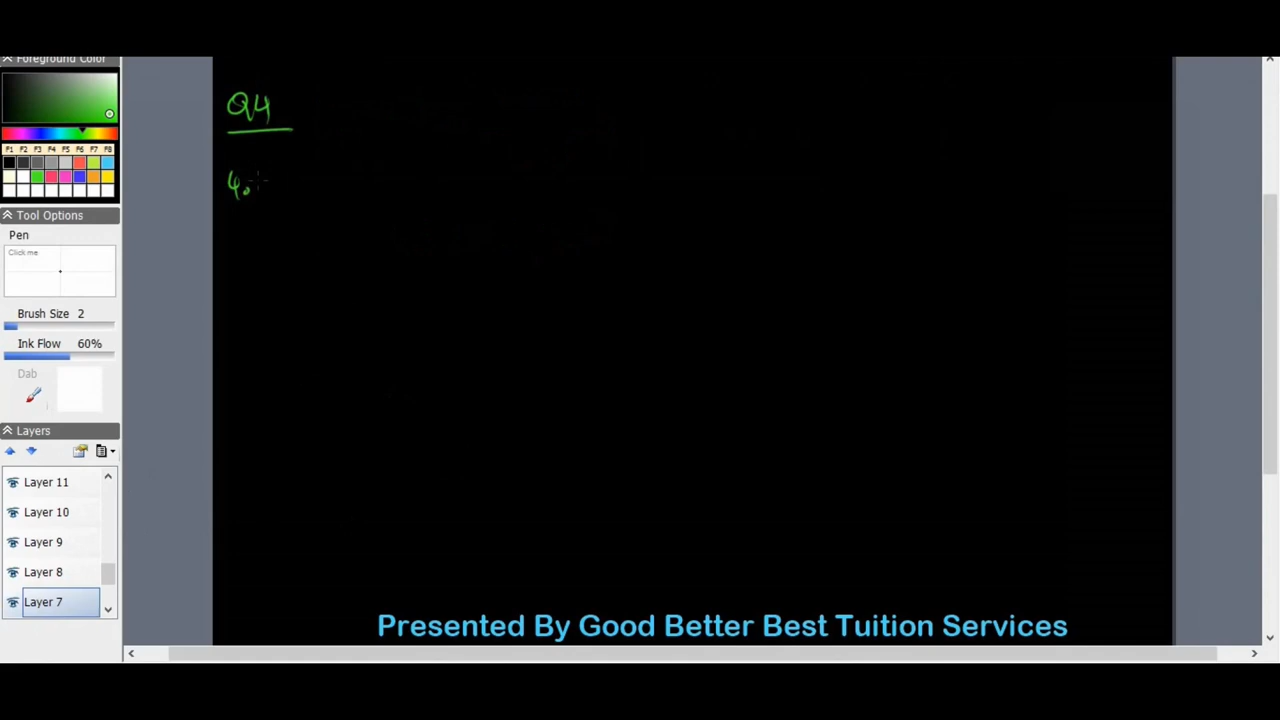 Foreground Color
F1 F2 F3 F4 F5 F6 F7 F8
Tool Options
Pen
Click me
Brush Size 2
Ink Flow 60%
Dab
Layers
Layer 11
Layer 10
Layer 9
Layer 8
Layer 7
Q4
4.
Presented By Good Better Best Tuition Services